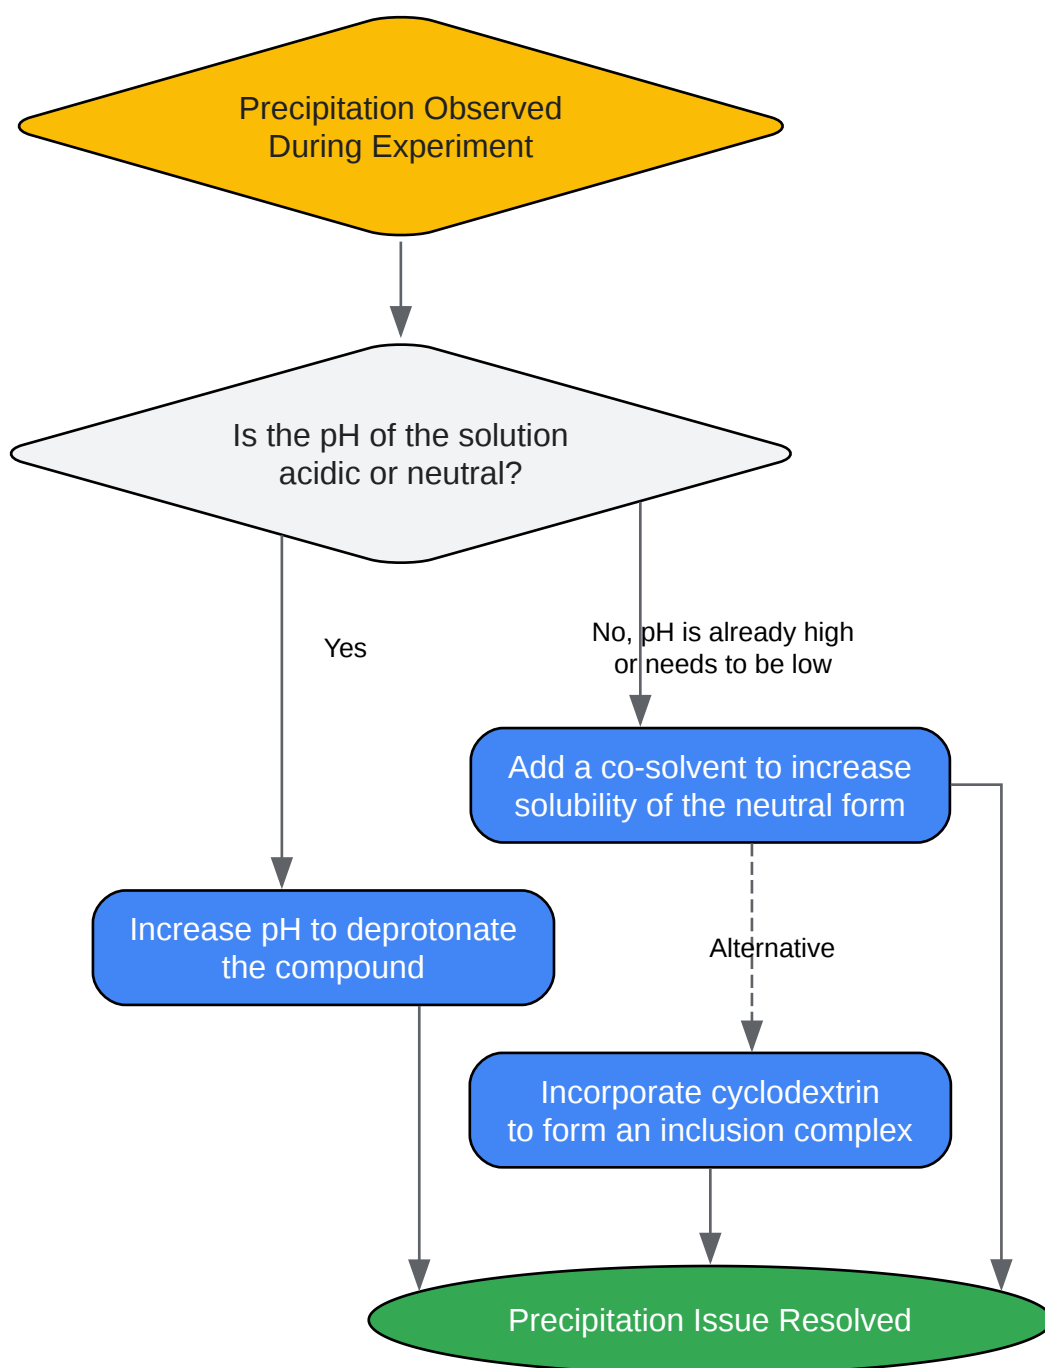 Precipitation Observed
During Experiment
Is the pH of the solution
acidic or neutral?
Yes
No, pH is already high
or needs to be low
Add a co-solvent to increase
solubility of the neutral form
Increase pH to deprotonate
the compound
Alternative
Incorporate cyclodextrin
to form an inclusion complex
Precipitation Issue Resolved